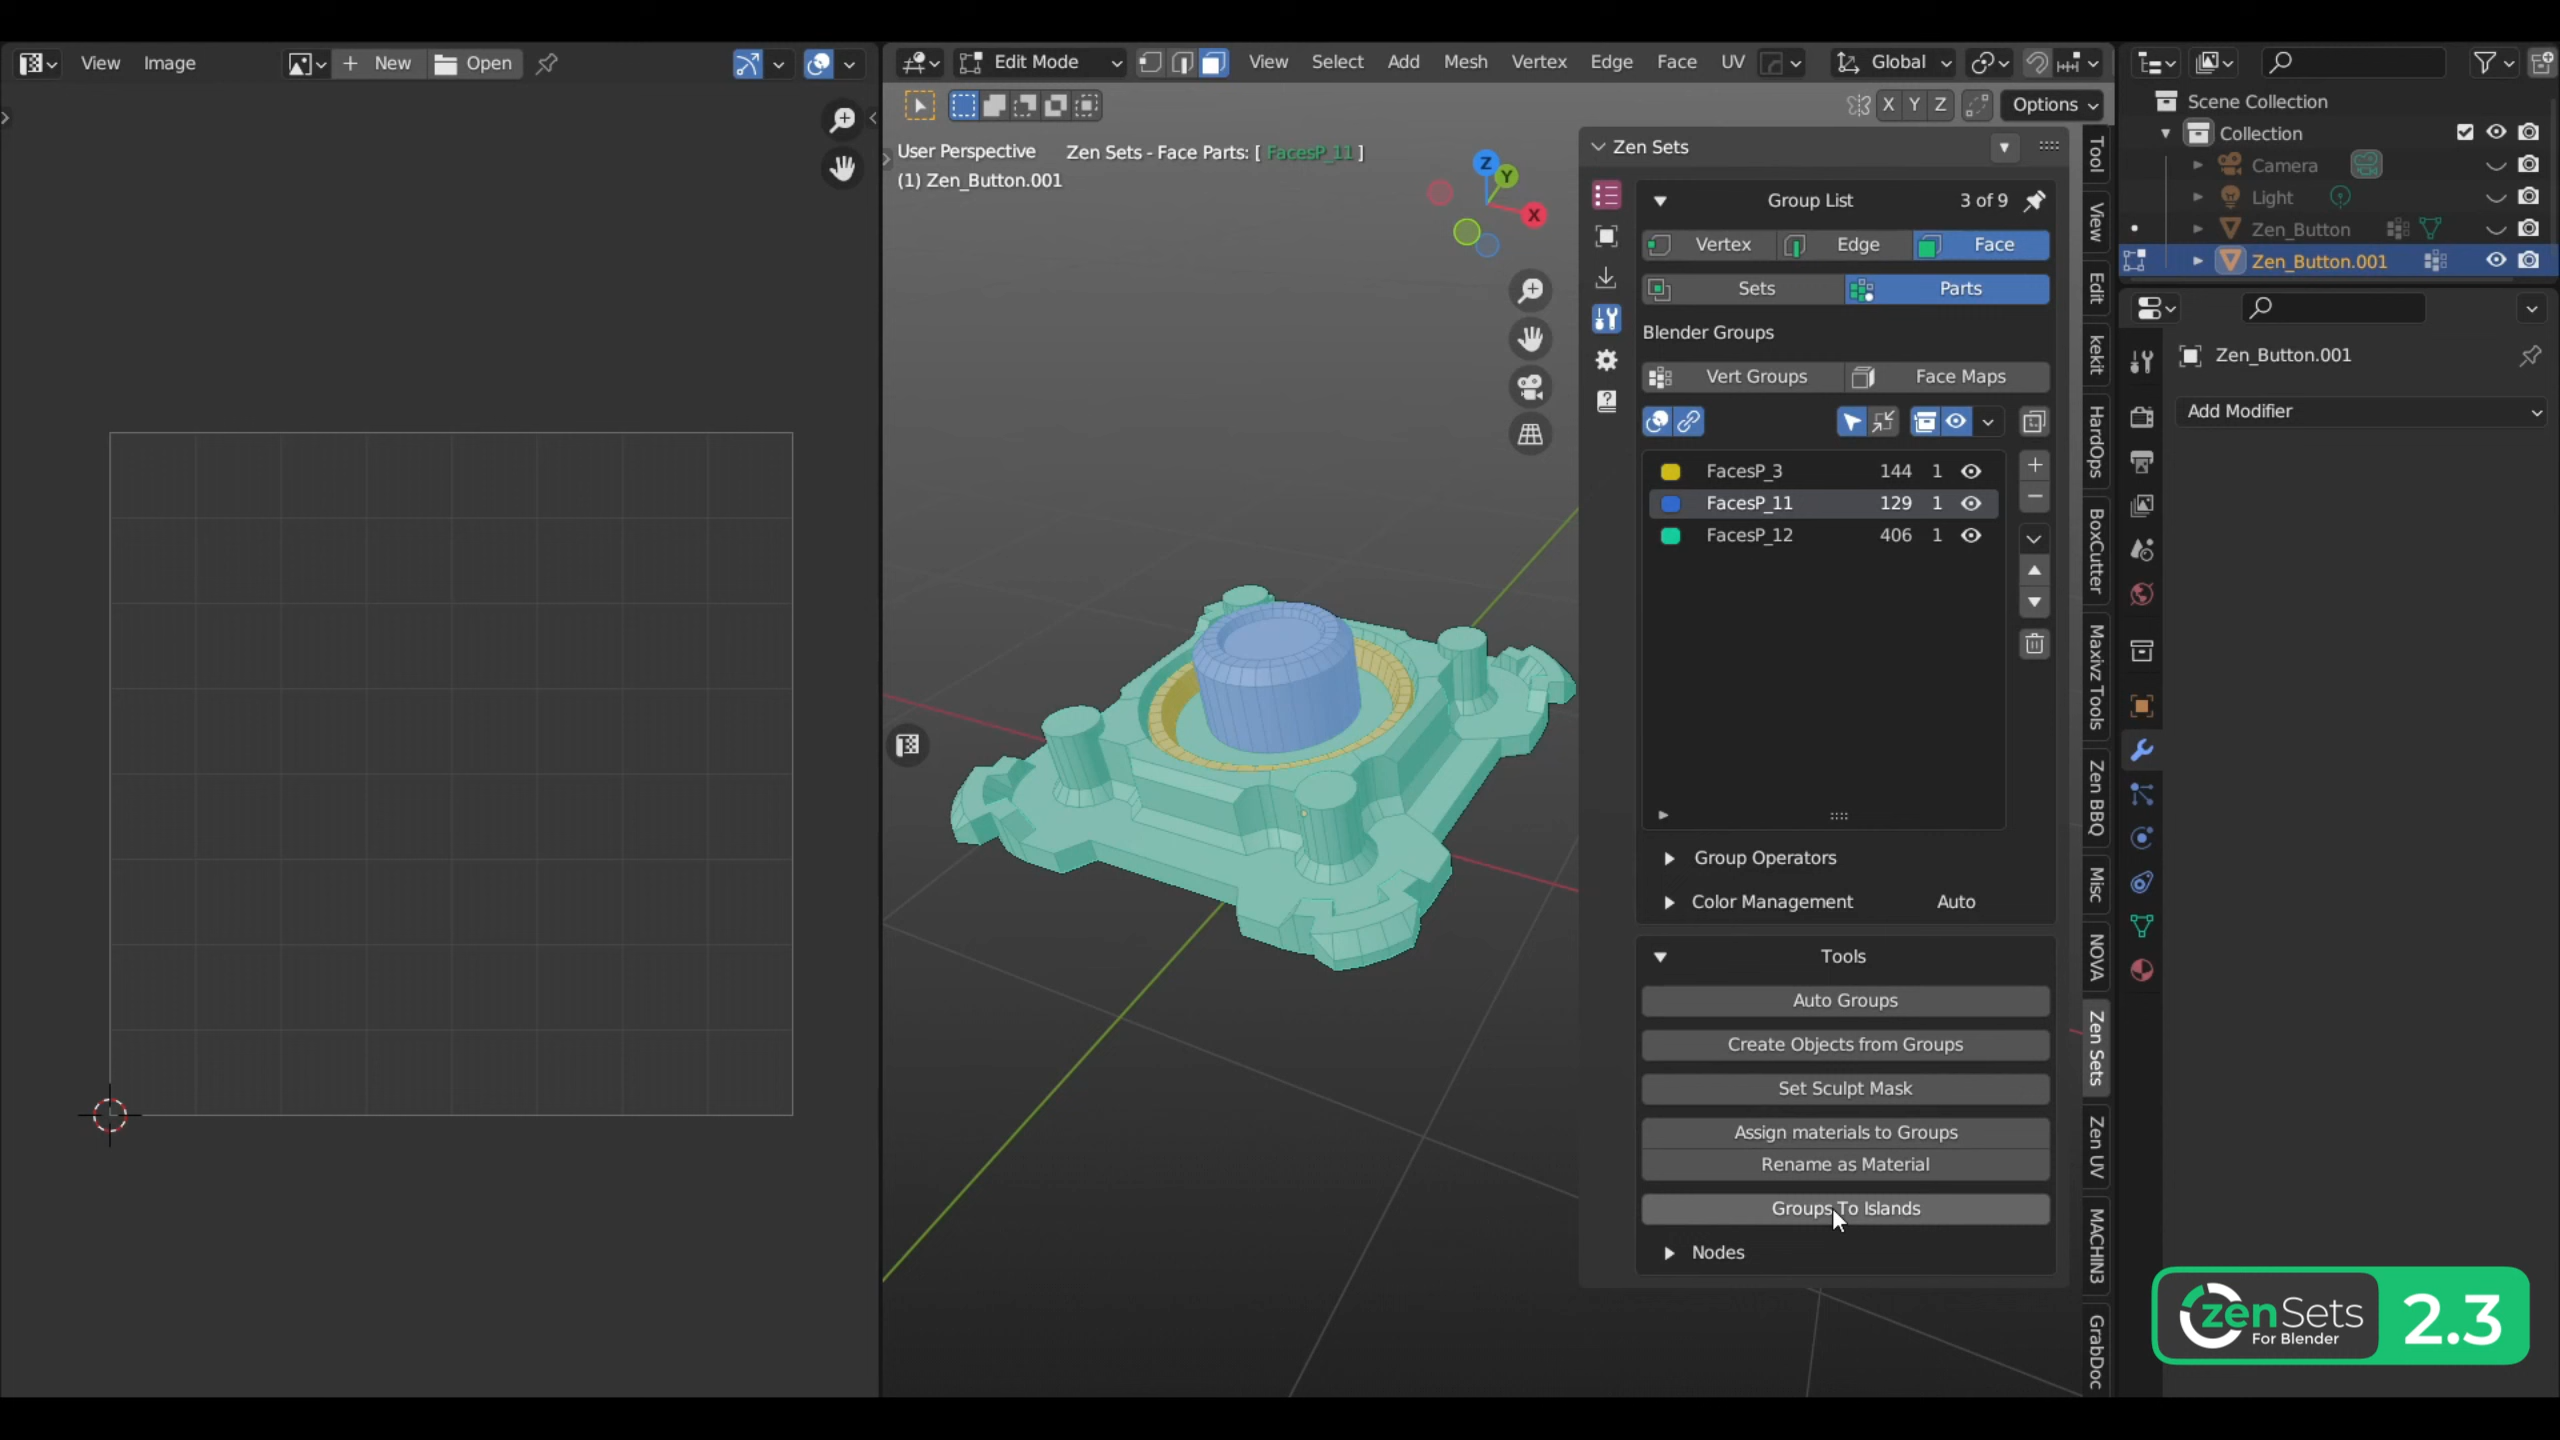 View Image New Open
Edit Mode View Select Add Mesh Vertex Edge Face UV Global
X Y Z Options
User Perspective Zen Sets - Face Parts: [ FacesP_11 ]
(1) Zen_Button.001
Z
Y
X
Zen Sets
Group List 3 of 9
Vertex Edge Face
Sets Parts
Blender Groups
Vert Groups Face Maps
FacesP_3 144 1
FacesP_11 129 1
FacesP_12 406 1
Group Operators
Color Management Auto
Tools
Auto Groups
Create Objects from Groups
Set Sculpt Mask
Assign materials to Groups
Rename as Material
Groups To Islands
Nodes
Tool
View
Edit
kekit
HardOps
BoxCutter
Maxivz Tools
Zen BBQ
Misc
NOVA
Zen Sets
Zen UV
MACHIN3
GrabDoc
Scene Collection
Collection
Camera
Light
Zen_Button
Zen_Button.001
Zen_Button.001
Add Modifier
zenSets
For Blender
2.3